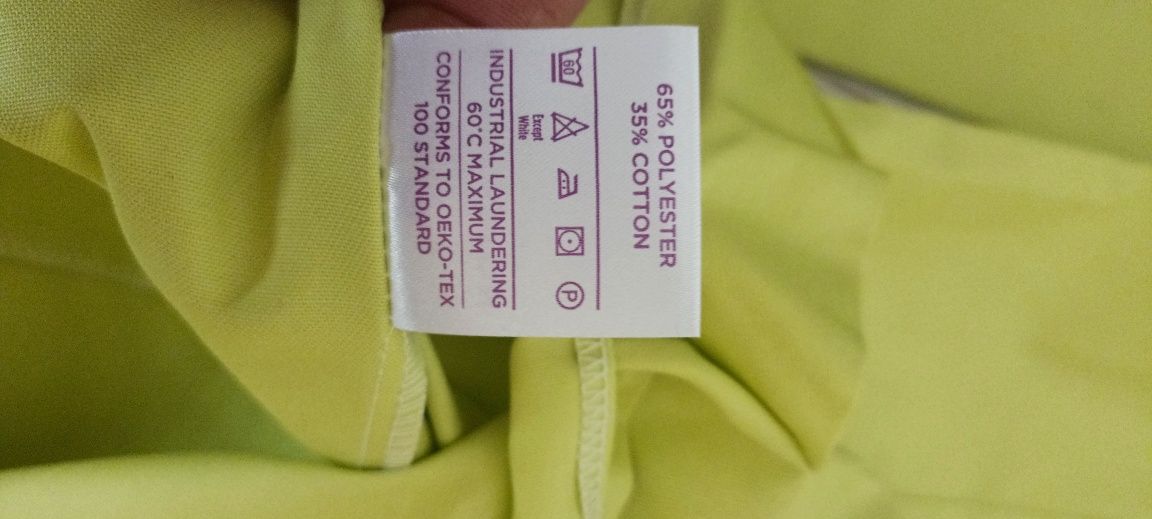 65% POLYESTER
35% COTTON
60
P
Except
White
INDUSTRIAL LAUNDERING
60°C MAXIMUM
CONFORMS TO OEKO-TEX
100 STANDARD